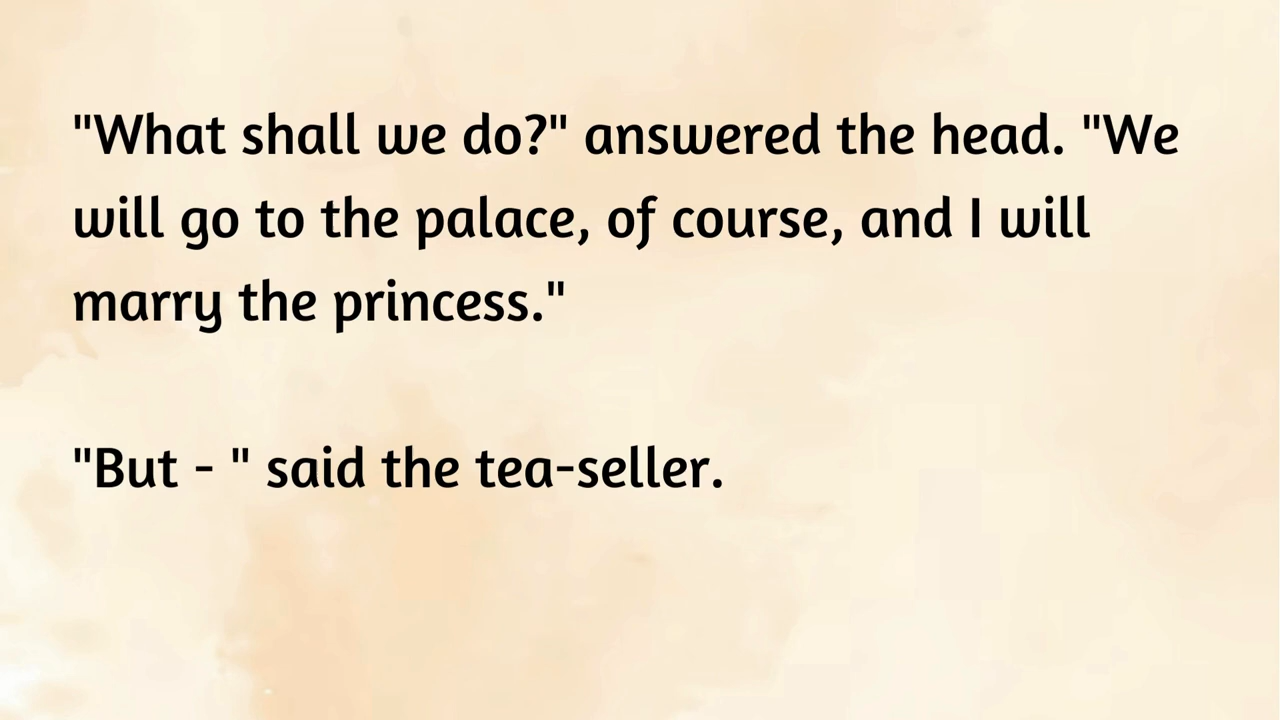 "What shall we do?" answered the head. "We
will go to the palace, of course, and I will
marry the princess."
"But - " said the tea-seller.